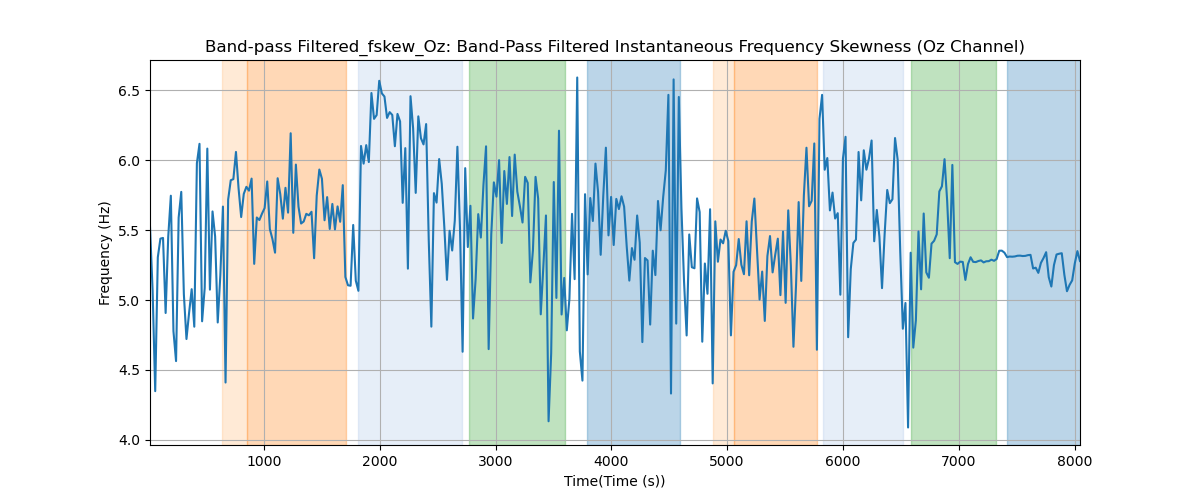 Band-pass Filtered_fskew_Oz: Band-Pass Filtered Instantaneous Frequency Skewness (Oz Channel)
Frequency (Hz)
6.5
6.0
5.5
5.0
4.5
4.0
1000 2000 3000 4000 5000 6000 7000 8000
Time(Time (s))